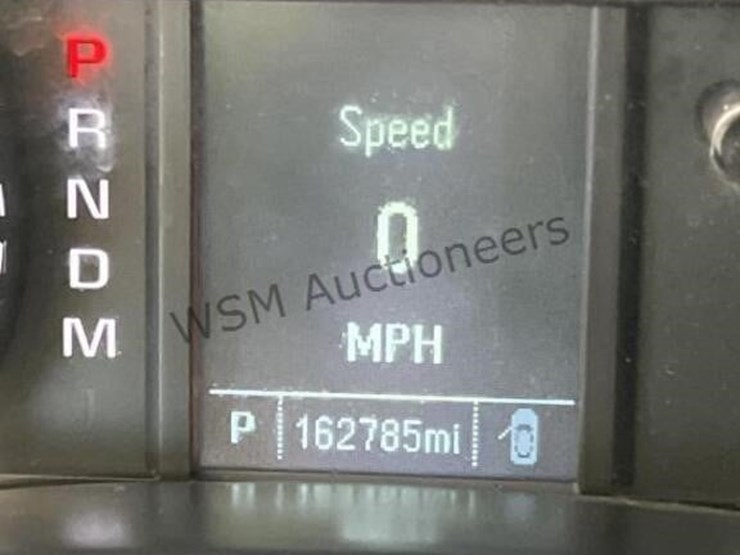 P
R
N
D
M
Speed
0
MPH
P 162785mi
WSM Auctioneers